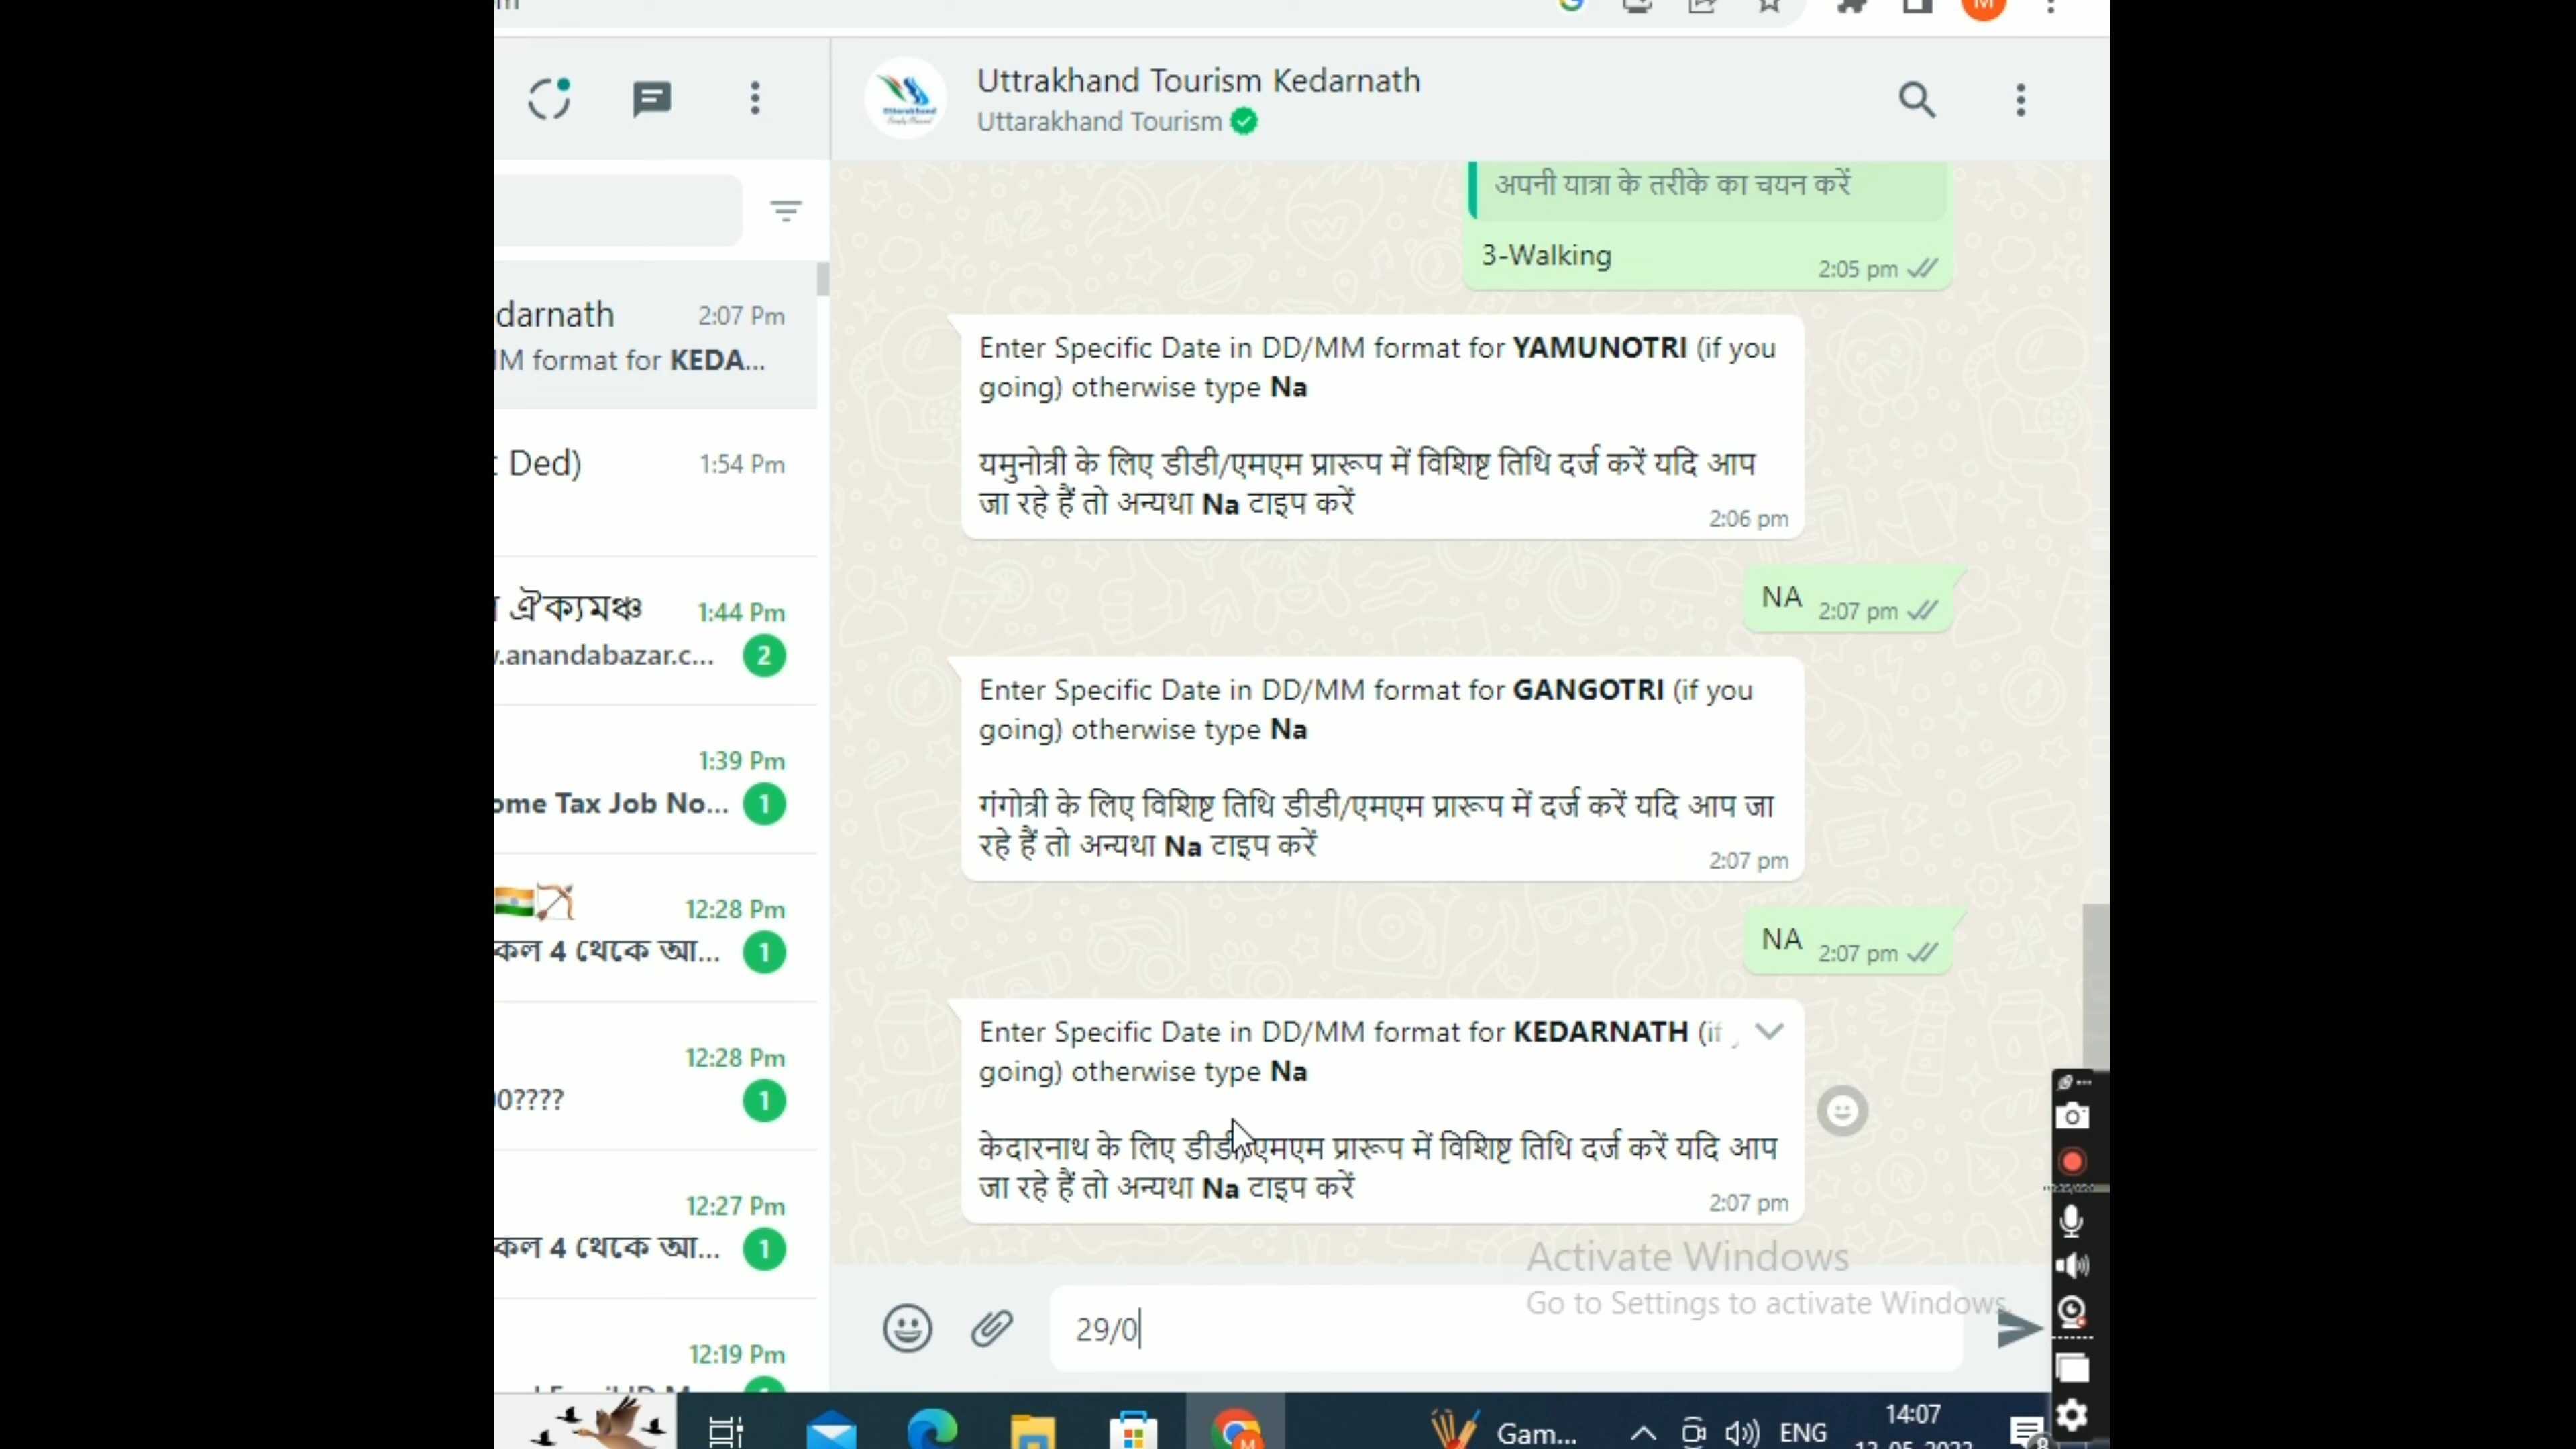 Uttrakhand Tourism Kedarnath
Uttarakhand Tourism
अपनी यात्रा के तरीके का चयन करें
3-Walking
2:05 pm
darnath
2:07 Pm
M format for KEDA...
Enter Specific Date in DD/MM format for YAMUNOTRI (if you
going) otherwise type Na
यमुनोत्री के लिए डीडी/एमएम प्रारूप में विशिष्ट तिथि दर्ज करें यदि आप
जा रहे हैं तो अन्यथा Na टाइप करें
2:06 pm
Ded)
1:54 Pm
NA
2:07 pm
ঐক্যমঞ্চ
1:44 Pm
.anandabazar.c...
2
Enter Specific Date in DD/MM format for GANGOTRI (if you
going) otherwise type Na
गंगोत्री के लिए विशिष्ट तिथि डीडी/एमएम प्रारूप में दर्ज करें यदि आप जा
रहे हैं तो अन्यथा Na टाइप करें
2:07 pm
1:39 Pm
ome Tax Job No...
1
12:28 Pm
কল 4 থেকে আ...
1
NA
2:07 pm
Enter Specific Date in DD/MM format for KEDARNATH (if
going) otherwise type Na
केदारनाथ के लिए डीडी/एमएम प्रारूप में विशिष्ट तिथि दर्ज करें यदि आप
जा रहे हैं तो अन्यथा Na टाइप करें
2:07 pm
12:28 Pm
0????
1
12:27 Pm
কল 4 থেকে আ...
1
12:19 Pm
Activate Windows
Go to Settings to activate Windows.
29/0
Gam...
ENG
14:07